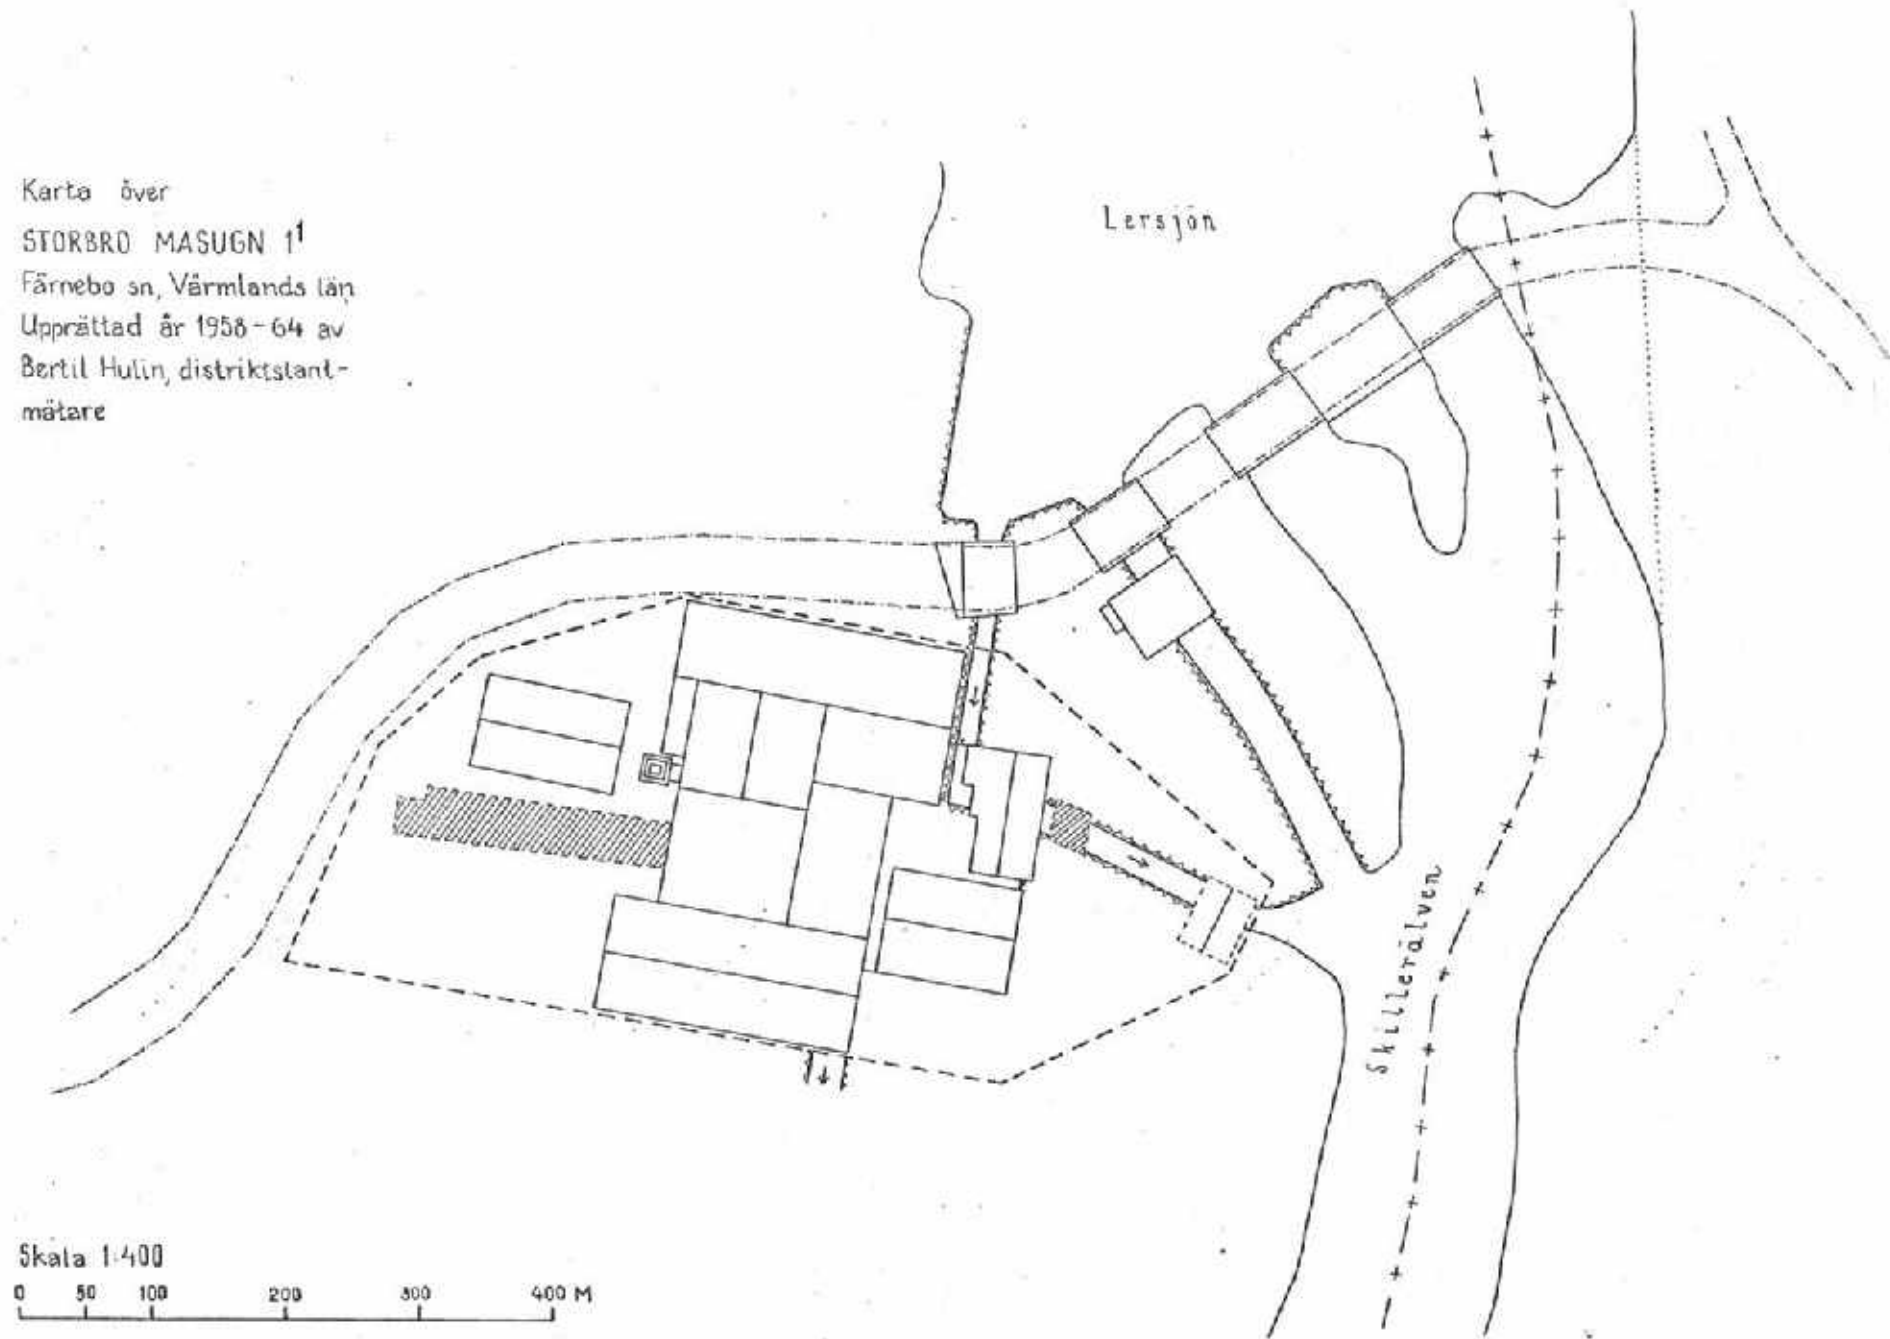 Karta över
STORBRO MASUGN 1¹
Färnebo sn, Värmlands län
Upprättad år 1958-64 av
Bertil Hulin, distriktslant-
mätare
Lersjön
Skillerälven
Skala 1:400
0 50 100 200 300 400 M